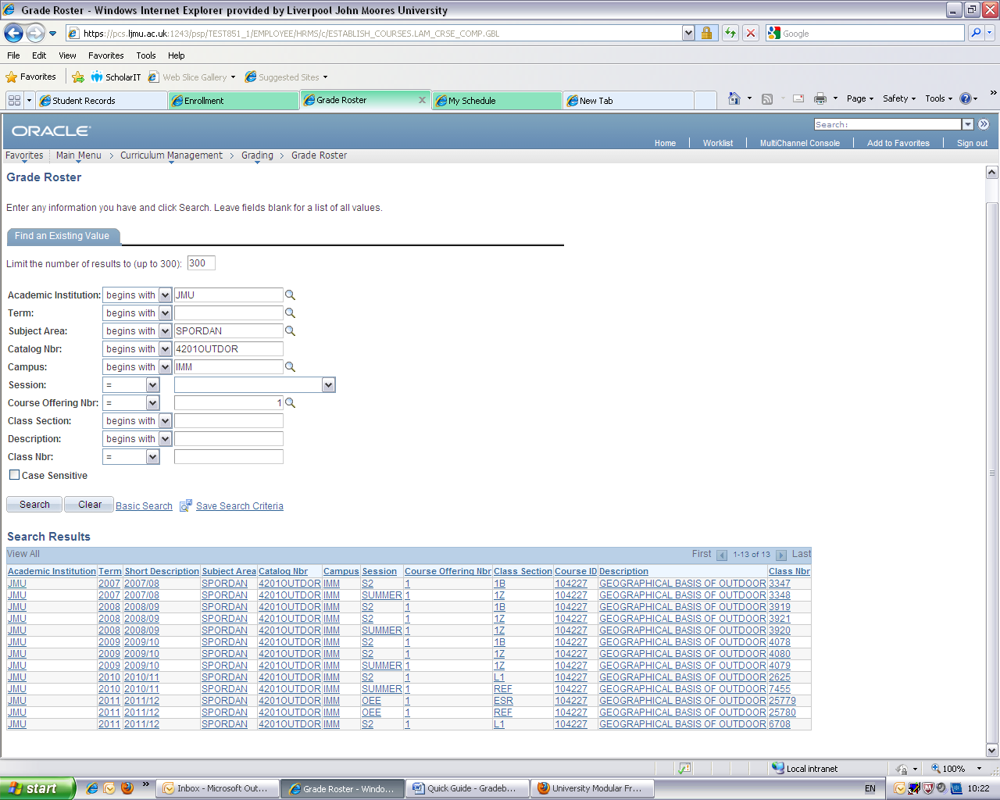 Grade Roster - Windows Internet Explorer provided by Liverpool John Moores University
https://pcs.ljmu.ac.uk:1243/psp/TEST851_1/EMPLOYEE/HRMS/c/ESTABLISH_COURSES.LAM_CRSE_COMP.GBL Google
File Edit View Favorites Tools Help
Favorites ScholarIT Web Slice Gallery Suggested Sites
Student Records Enrollment Grade Roster My Schedule New Tab Page Safety Tools
ORACLE Search:
Home Worklist MultiChannel Console Add to Favorites Sign out
Favorites Main Menu > Curriculum Management > Grading > Grade Roster
Grade Roster
Enter any information you have and click Search. Leave fields blank for a list of all values.
Find an Existing Value
Limit the number of results to (up to 300): 300
Academic Institution: begins with JMU
Term: begins with
Subject Area: begins with SPORDAN
Catalog Nbr: begins with 4201OUTDOR
Campus: begins with IMM
Session: =
Course Offering Nbr: = 1
Class Section: begins with
Description: begins with
Class Nbr: =
Case Sensitive
Search Clear Basic Search Save Search Criteria
Search Results
View All First 1-13 of 13 Last
Academic Institution Term Short Description Subject Area Catalog Nbr Campus Session Course Offering Nbr Class Section Course ID Description Class Nbr
JMU 2007 2007/08 SPORDAN 4201OUTDOR IMM S2 1 1B 104227 GEOGRAPHICAL BASIS OF OUTDOOR 3347
JMU 2007 2007/08 SPORDAN 4201OUTDOR IMM SUMMER 1 1Z 104227 GEOGRAPHICAL BASIS OF OUTDOOR 3348
JMU 2008 2008/09 SPORDAN 4201OUTDOR IMM S2 1 1B 104227 GEOGRAPHICAL BASIS OF OUTDOOR 3919
JMU 2008 2008/09 SPORDAN 4201OUTDOR IMM S2 1 1Z 104227 GEOGRAPHICAL BASIS OF OUTDOOR 3921
JMU 2008 2008/09 SPORDAN 4201OUTDOR IMM SUMMER 1 1Z 104227 GEOGRAPHICAL BASIS OF OUTDOOR 3920
JMU 2009 2009/10 SPORDAN 4201OUTDOR IMM S2 1 1B 104227 GEOGRAPHICAL BASIS OF OUTDOOR 4078
JMU 2009 2009/10 SPORDAN 4201OUTDOR IMM S2 1 1Z 104227 GEOGRAPHICAL BASIS OF OUTDOOR 4080
JMU 2009 2009/10 SPORDAN 4201OUTDOR IMM SUMMER 1 1Z 104227 GEOGRAPHICAL BASIS OF OUTDOOR 4079
JMU 2010 2010/11 SPORDAN 4201OUTDOR IMM S2 1 L1 104227 GEOGRAPHICAL BASIS OF OUTDOOR 2625
JMU 2010 2010/11 SPORDAN 4201OUTDOR IMM SUMMER 1 REF 104227 GEOGRAPHICAL BASIS OF OUTDOOR 7455
JMU 2011 2011/12 SPORDAN 4201OUTDOR IMM OEE 1 ESR 104227 GEOGRAPHICAL BASIS OF OUTDOOR 25779
JMU 2011 2011/12 SPORDAN 4201OUTDOR IMM OEE 1 REF 104227 GEOGRAPHICAL BASIS OF OUTDOOR 25780
JMU 2011 2011/12 SPORDAN 4201OUTDOR IMM S2 1 L1 104227 GEOGRAPHICAL BASIS OF OUTDOOR 6708
Local intranet 100%
start Inbox - Microsoft Out... Grade Roster - Windo... Quick Guide - Gradeb... University Modular Fr... EN 10:22